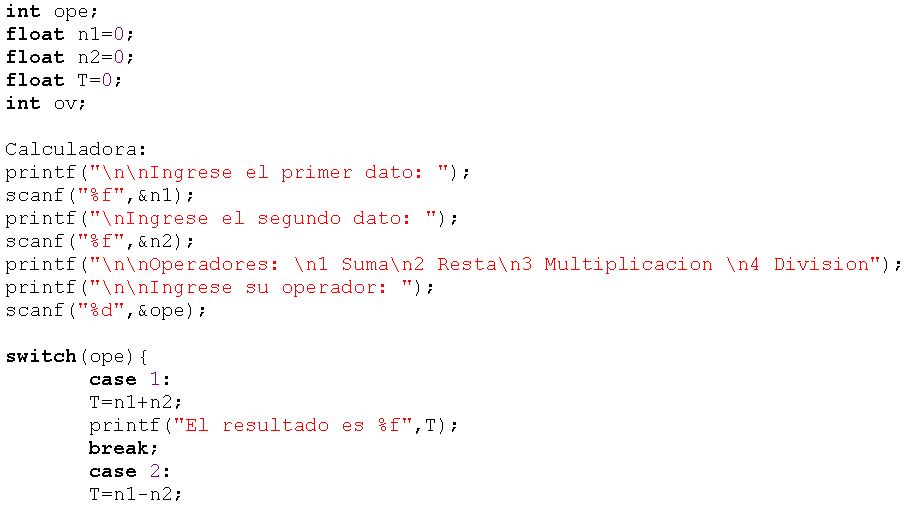 int ope;
float n1=0;
float n2=0;
float T=0;
int ov;
Calculadora:
printf("\n\nIngrese el primer dato: ");
scanf("%f",&n1);
printf("\nIngrese el segundo dato: ");
scanf("%f",&n2);
printf("\n\nOperadores: \n1 Suma\n2 Resta\n3 Multiplicacion \n4 Division");
printf("\n\nIngrese su operador: ");
scanf("%d",&ope);
switch(ope){
case 1:
T=n1+n2;
printf("El resultado es %f",T);
break;
case 2:
T=n1-n2;